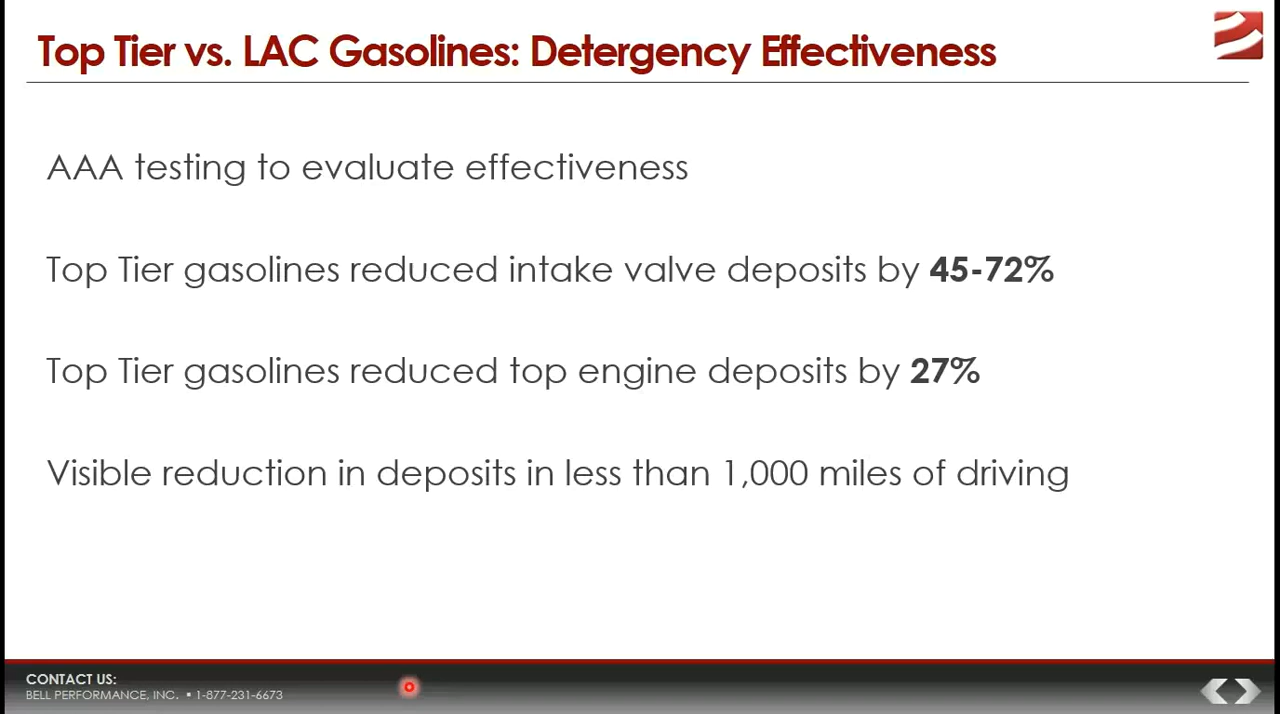 Top Tier vs. LAC Gasolines: Detergency Effectiveness
AAA testing to evaluate effectiveness
Top Tier gasolines reduced intake valve deposits by 45-72%
Top Tier gasolines reduced top engine deposits by 27%
Visible reduction in deposits in less than 1,000 miles of driving
CONTACT US:
BELL PERFORMANCE, INC. ▪ 1-877-231-6673